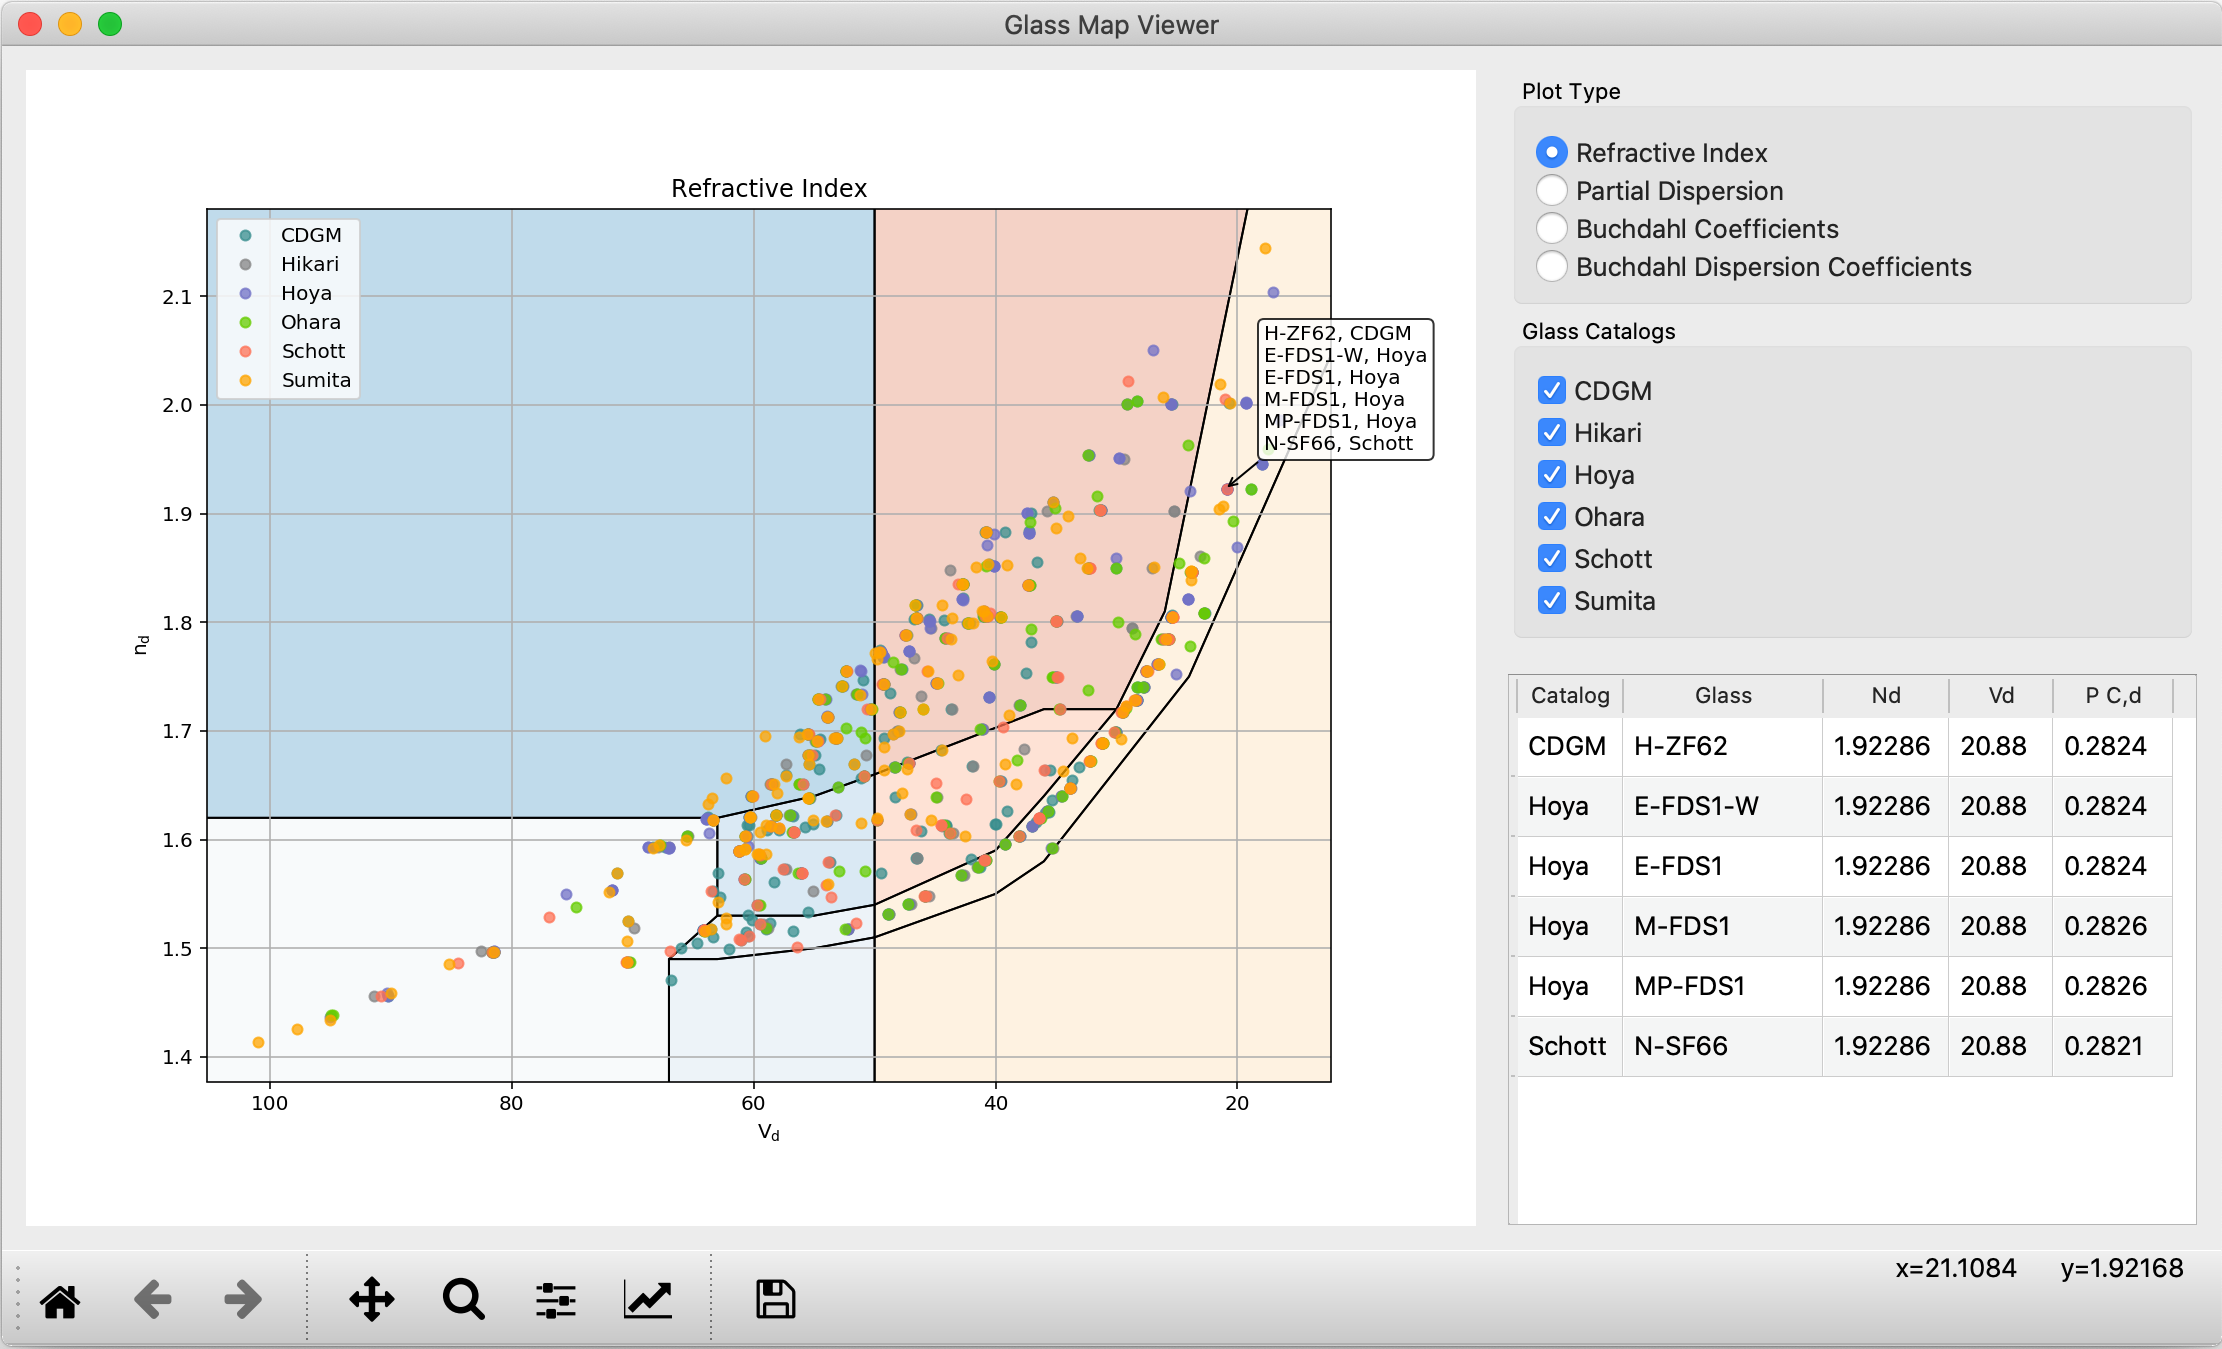 Glass Map Viewer
Refractive Index
CDGM
Hikari
Hoya
Ohara
Schott
Sumita
2.1
2.0
1.9
1.8
1.7
1.6
1.5
1.4
nd
100
80
60
40
20
Vd
H-ZF62, CDGM
E-FDS1-W, Hoya
E-FDS1, Hoya
M-FDS1, Hoya
MP-FDS1, Hoya
N-SF66, Schott
Plot Type
Refractive Index
Partial Dispersion
Buchdahl Coefficients
Buchdahl Dispersion Coefficients
Glass Catalogs
CDGM
Hikari
Hoya
Ohara
Schott
Sumita
Catalog Glass Nd Vd P C,d
CDGM H-ZF62 1.92286 20.88 0.2824
Hoya E-FDS1-W 1.92286 20.88 0.2824
Hoya E-FDS1 1.92286 20.88 0.2824
Hoya M-FDS1 1.92286 20.88 0.2826
Hoya MP-FDS1 1.92286 20.88 0.2826
Schott N-SF66 1.92286 20.88 0.2821
x=21.1084 y=1.92168